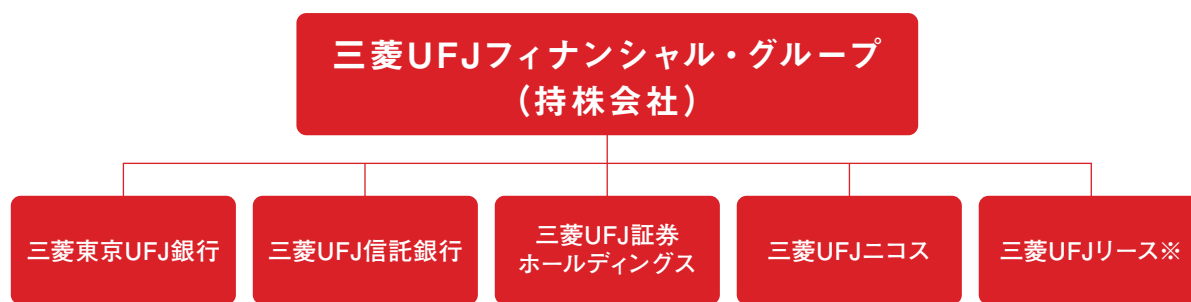 三菱UFJフィナンシャル・グループ
（持株会社）
三菱東京UFJ銀行
三菱UFJ信託銀行
三菱UFJ証券
ホールディングス
三菱UFJニコス
三菱UFJリース※